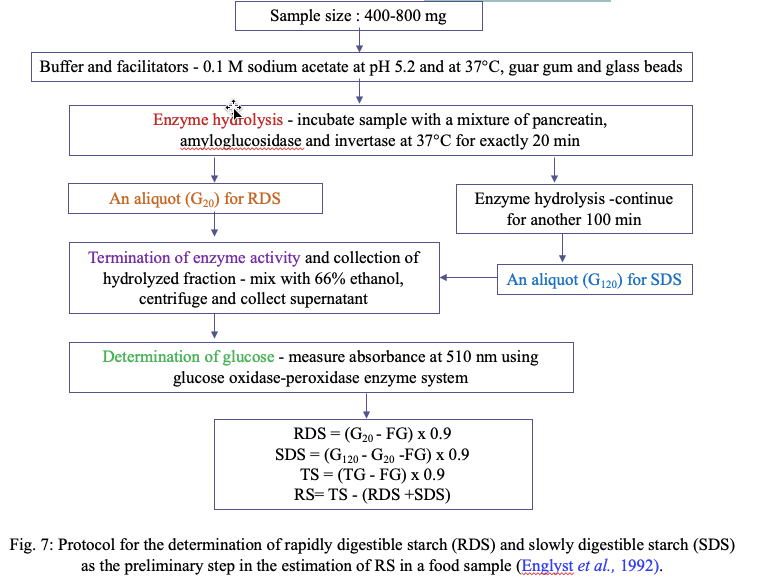 Sample size : 400-800 mg
Buffer and facilitators - 0.1 M sodium acetate at pH 5.2 and at 37°C, guar gum and glass beads
Enzyme hydrolysis - incubate sample with a mixture of pancreatin,
amyloglucosidase and invertase at 37°C for exactly 20 min
An aliquot (G₂₀) for RDS
Enzyme hydrolysis -continue
for another 100 min
Termination of enzyme activity and collection of
hydrolyzed fraction - mix with 66% ethanol,
centrifuge and collect supernatant
An aliquot (G₁₂₀) for SDS
Determination of glucose - measure absorbance at 510 nm using
glucose oxidase-peroxidase enzyme system
RDS = (G₂₀ - FG) x 0.9
SDS = (G₁₂₀ - G₂₀ -FG) x 0.9
TS = (TG - FG) x 0.9
RS= TS - (RDS +SDS)
Fig. 7: Protocol for the determination of rapidly digestible starch (RDS) and slowly digestible starch (SDS)
as the preliminary step in the estimation of RS in a food sample (Englyst et al., 1992).